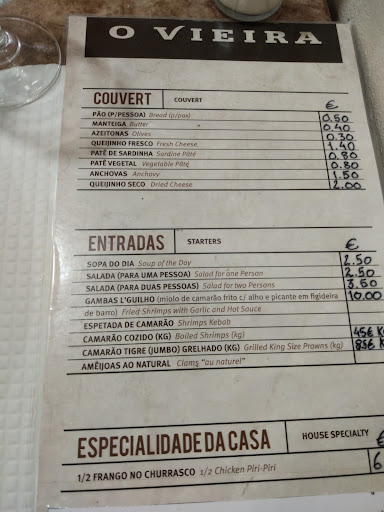 O VIEIRA
COUVERT COUVERT €
PÃO (P/PESSOA) Bread (p/pax) 0.50
MANTEIGA Butter 0.40
AZEITONAS Olives 0.30
QUEIJINHO FRESCO Fresh Cheese 1.40
PATÊ DE SARDINHA Sardine Pâté 0.80
PATÊ VEGETAL Vegetable Pâté 0.80
ANCHOVAS Anchovy 1.50
QUEIJINHO SECO Dried Cheese 2.00
ENTRADAS STARTERS €
SOPA DO DIA Soup of the Day 2.50
SALADA (PARA UMA PESSOA) Salad for one Person 2.50
SALADA (PARA DUAS PESSOAS) Salad for two Persons 3.50
GAMBAS L'GUILHO (miolo de camarão frito c/ alho e picante em figideira 10.00
de barro) Fried Shrimps with Garlic and Hot Sauce
ESPETADA DE CAMARÃO Shrimps Kebab
CAMARÃO COZIDO (KG) Boiled Shrimps (kg) 45€ K
CAMARÃO TIGRE (JUMBO) GRELHADO (KG) Grilled King Size Prawns (kg) 85€ K
AMÊIJOAS AO NATURAL Clams "au naturel"
ESPECIALIDADE DA CASA HOUSE SPECIALTY €
1/2 FRANGO NO CHURRASCO 1/2 Chicken Piri-Piri 6